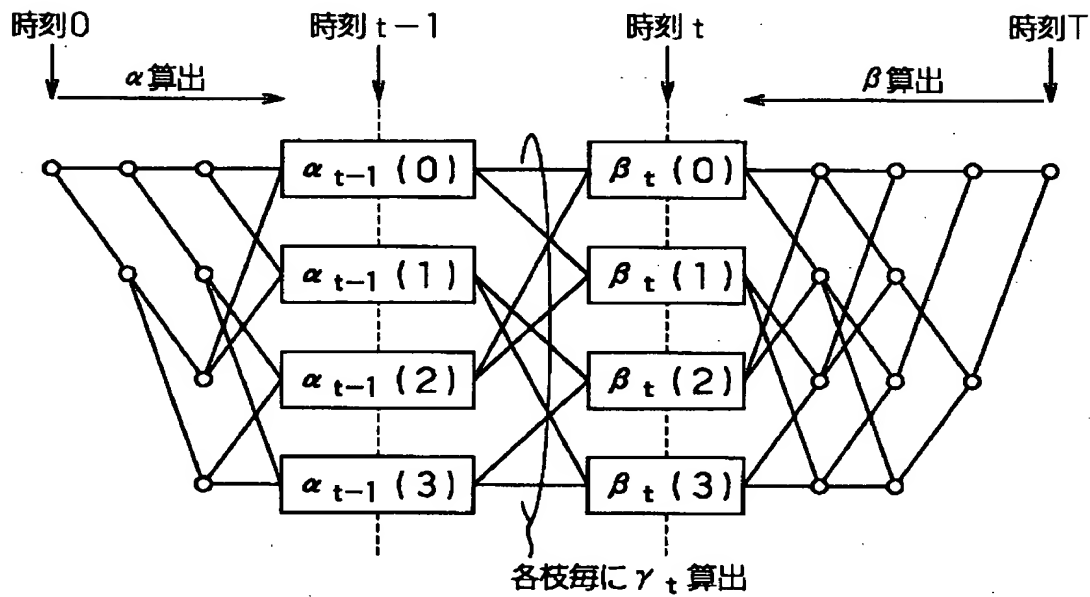 時刻0 時刻t−1 時刻t 時刻T
α算出 β算出
α t−1 (0) β t (0)
α t−1 (1) β t (1)
α t−1 (2) β t (2)
α t−1 (3) β t (3)
各枝毎にγ t 算出